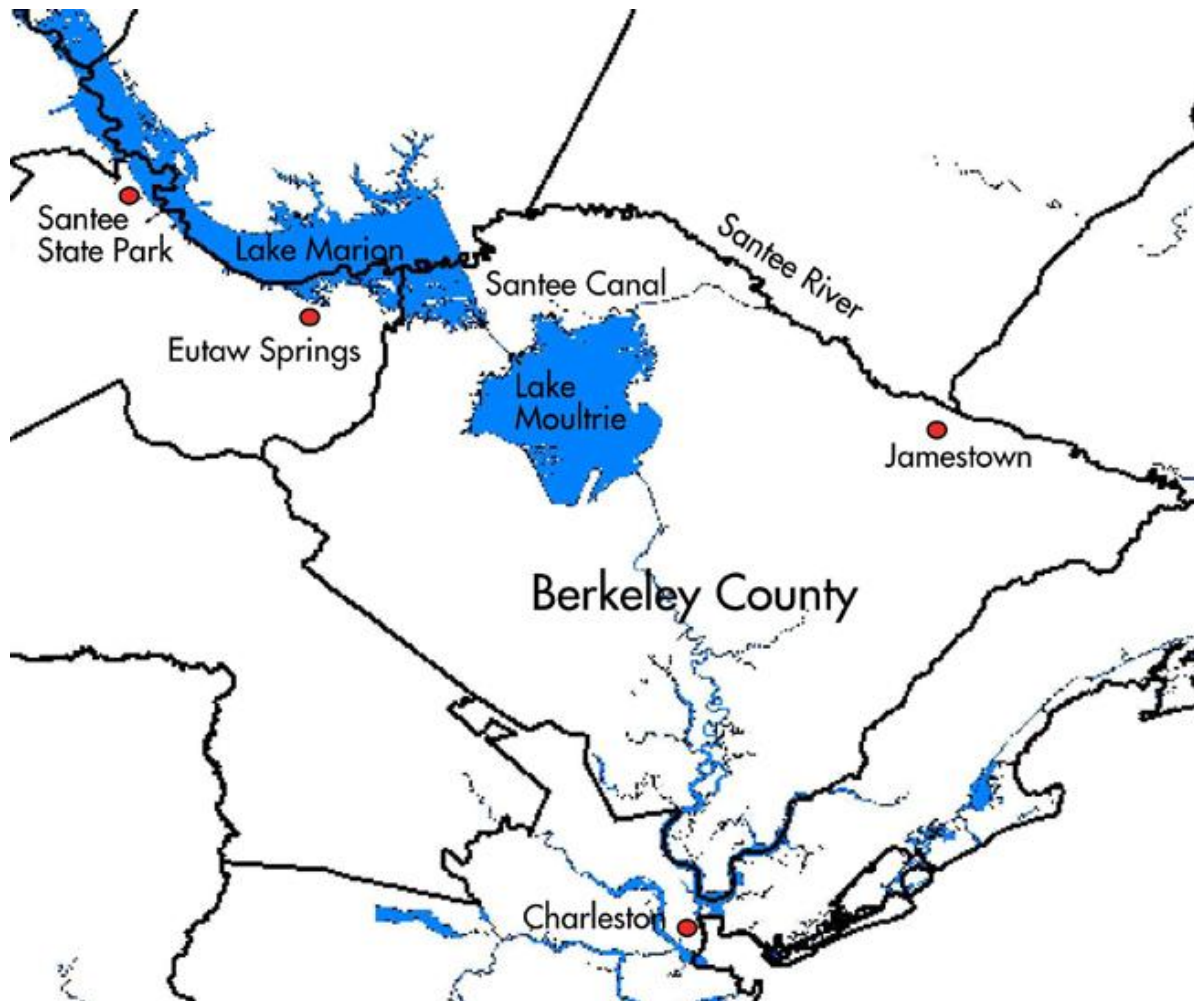 Santee
State Park
Lake Marion
Santee River
Santee Canal
Eutaw Springs
Lake
Moultrie
Jamestown
Berkeley County
Charleston